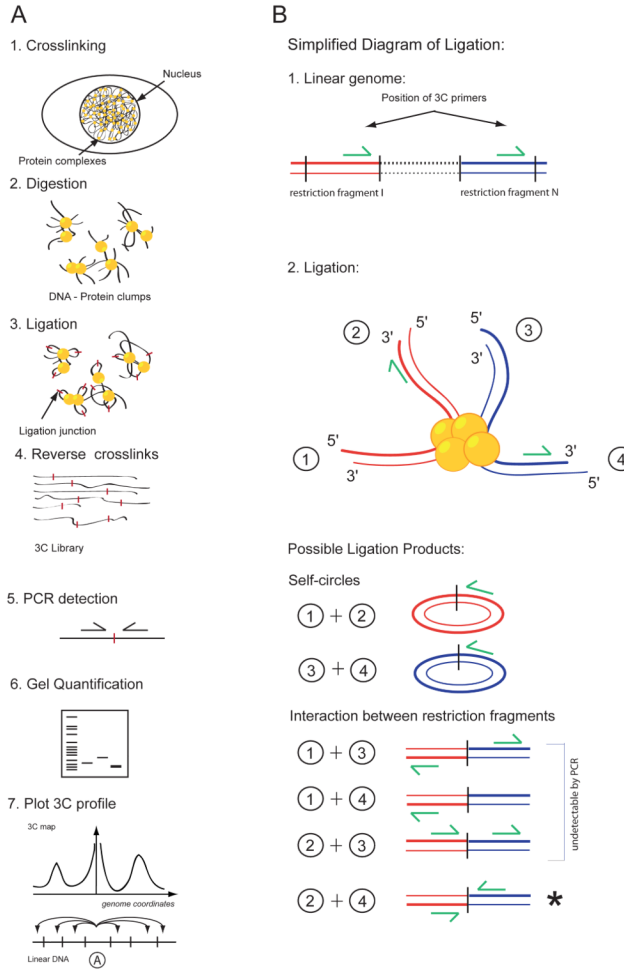 A
1. Crosslinking
Nucleus
Protein complexes
2. Digestion
DNA - Protein clumps
3. Ligation
Ligation junction
4. Reverse crosslinks
3C Library
5. PCR detection
6. Gel Quantification
7. Plot 3C profile
3C map
genome coordinates
Linear DNA
A
B
Simplified Diagram of Ligation:
1. Linear genome:
Position of 3C primers
restriction fragment I
restriction fragment N
2. Ligation:
2
3'
5'
5'
3'
3
1
5'
3'
3'
5'
4
Possible Ligation Products:
Self-circles
1 + 2
3 + 4
Interaction between restriction fragments
1 + 3
1 + 4
2 + 3
undetectable by PCR
2 + 4
*